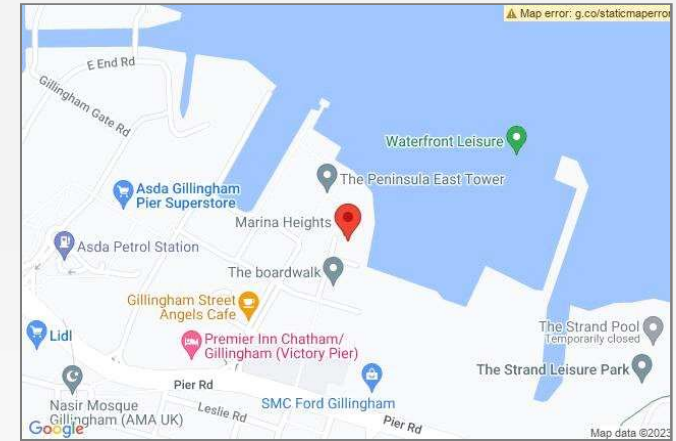 Map error: g.co/staticmaperror
E End Rd
Gillingham Gate Rd
Waterfront Leisure
The Peninsula East Tower
Asda Gillingham
Pier Superstore
Marina Heights
Asda Petrol Station
The boardwalk
Gillingham Street
Angels Cafe
Lidl
Premier Inn Chatham/
Gillingham (Victory Pier)
The Strand Pool
Temporarily closed
The Strand Leisure Park
Pier Rd
SMC Ford Gillingham
Nasir Mosque
Gillingham (AMA UK)
Leslie Rd
Pier Rd
Google
Map data ©2023